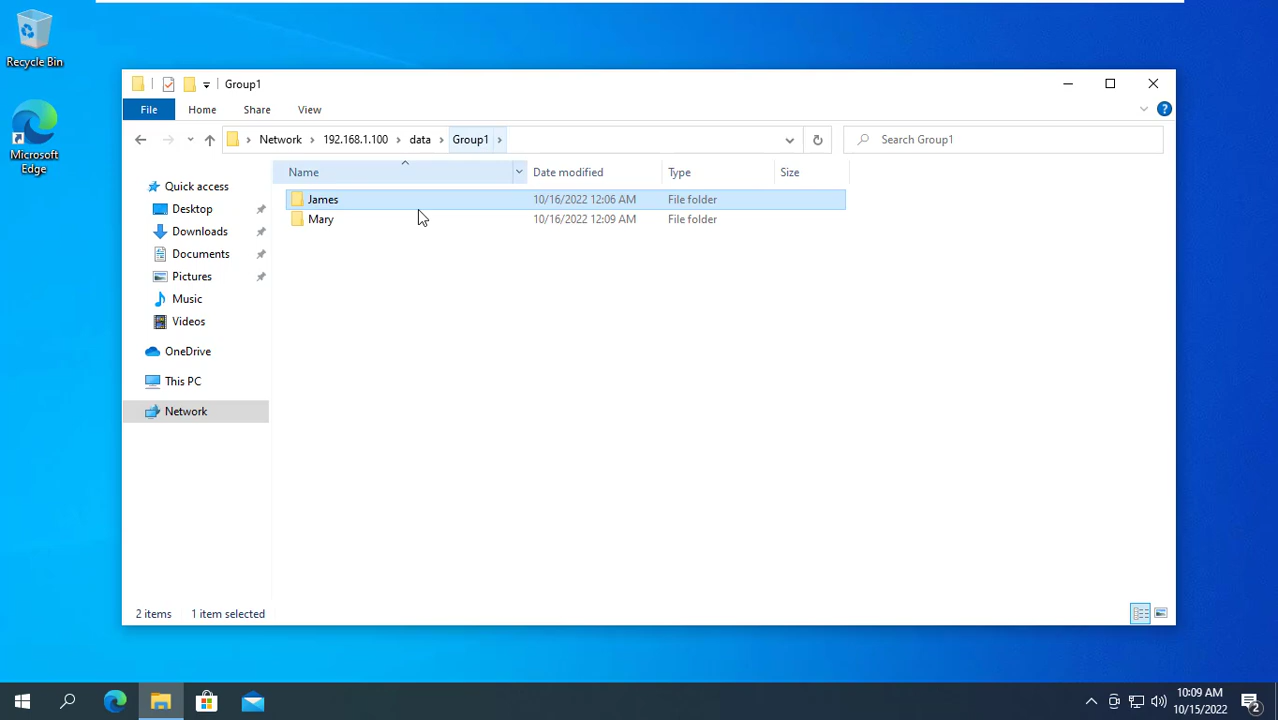 Recycle Bin
Microsoft
Edge
Group1
File Home Share View
Network 192.168.1.100 data Group1
Search Group1
Name Date modified Type Size
James 10/16/2022 12:06 AM File folder
Mary 10/16/2022 12:09 AM File folder
Quick access
Desktop
Downloads
Documents
Pictures
Music
Videos
OneDrive
This PC
Network
2 items 1 item selected
10:09 AM
10/15/2022
2